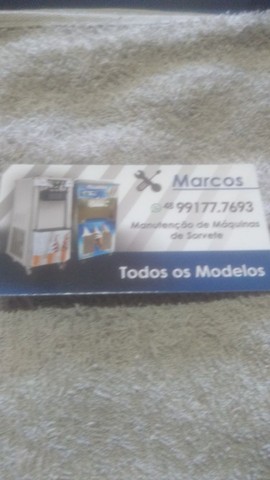 Marcos
48 99177.7693
Manutenção de Máquinas
de Sorvete
Todos os Modelos